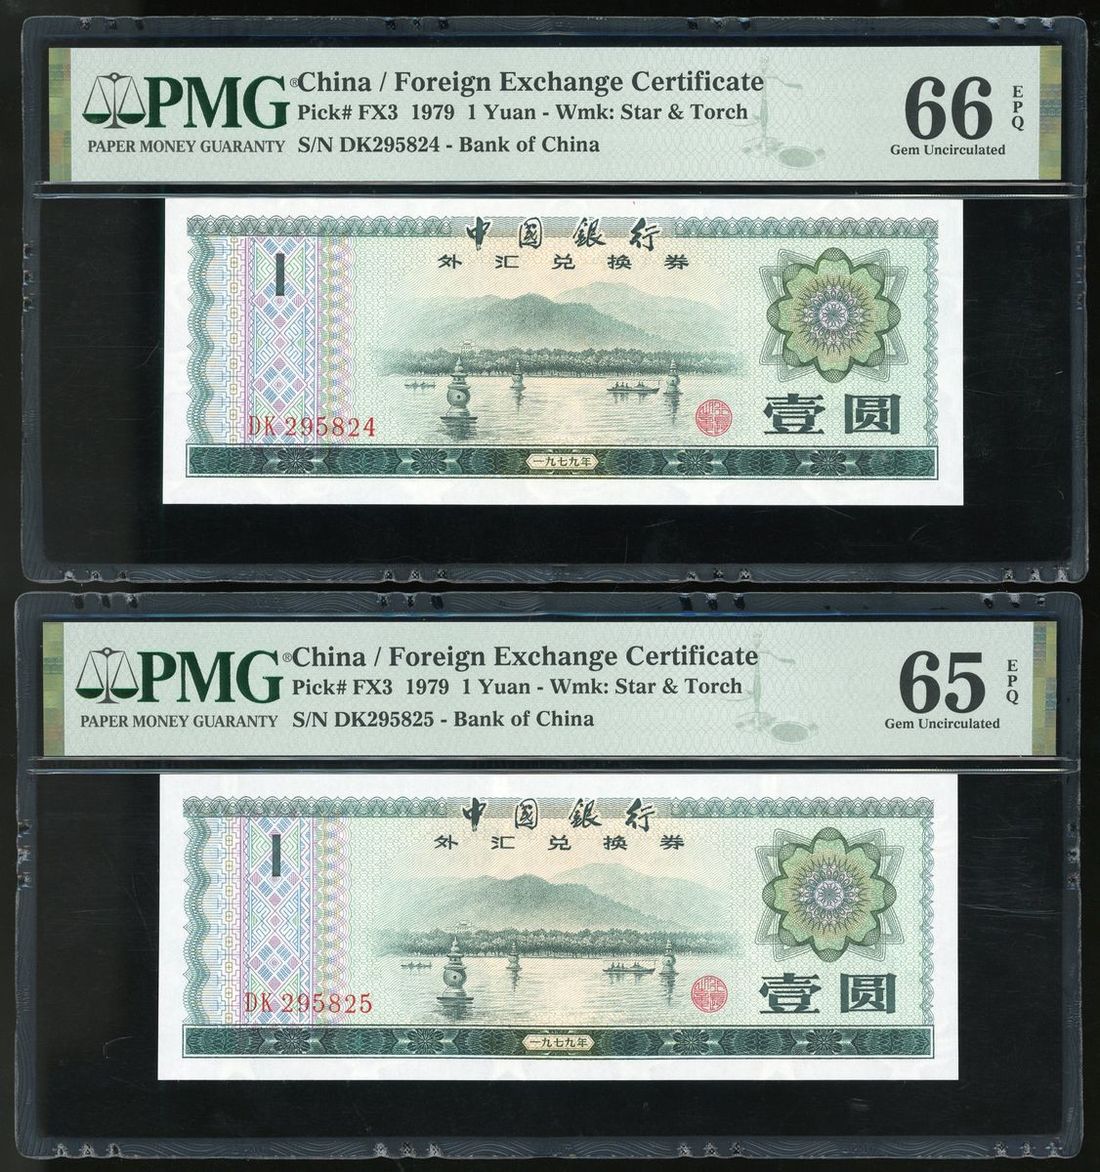 PMG®
PAPER MONEY GUARANTY
China / Foreign Exchange Certificate
Pick# FX3 1979 1 Yuan - Wmk: Star & Torch
S/N DK295824 - Bank of China
66
EPQ
Gem Uncirculated
中國銀行
外汇兑换券
1
DK 295824
壹圆
一九七九年
PMG®
PAPER MONEY GUARANTY
China / Foreign Exchange Certificate
Pick# FX3 1979 1 Yuan - Wmk: Star & Torch
S/N DK295825 - Bank of China
65
EPQ
Gem Uncirculated
中國銀行
外汇兑换券
1
DK 295825
壹圆
一九七九年